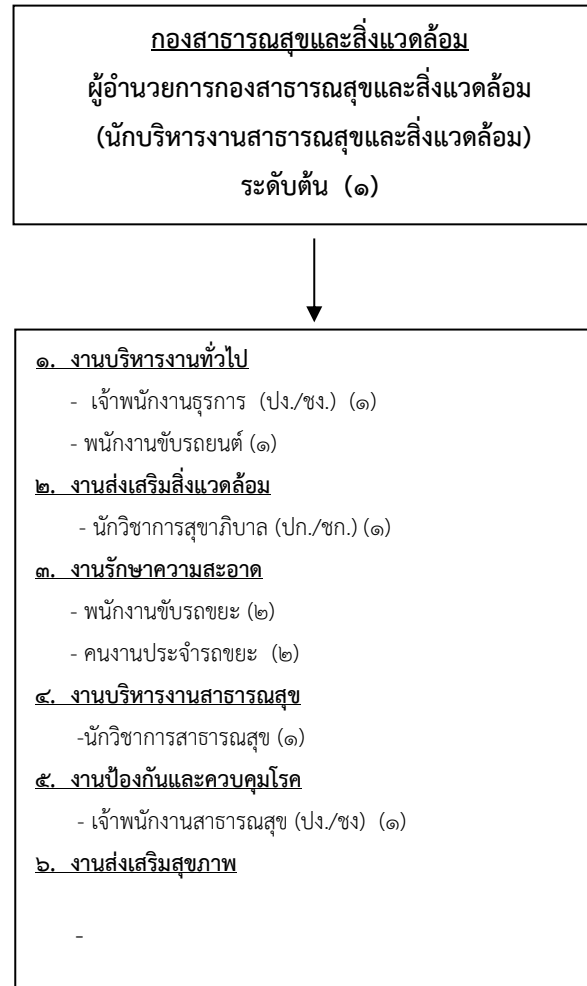 กองสาธารณสุขและสิ่งแวดล้อม
ผู้อำนวยการกองสาธารณสุขและสิ่งแวดล้อม
(นักบริหารงานสาธารณสุขและสิ่งแวดล้อม)
ระดับต้น (๑)
๑. งานบริหารงานทั่วไป
- เจ้าพนักงานธุรการ (ปง./ชง.) (๑)
- พนักงานขับรถยนต์ (๑)
๒. งานส่งเสริมสิ่งแวดล้อม
- นักวิชาการสุขาภิบาล (ปก./ชก.) (๑)
๓. งานรักษาความสะอาด
- พนักงานขับรถขยะ (๒)
- คนงานประจำรถขยะ (๒)
๔. งานบริหารงานสาธารณสุข
-นักวิชาการสาธารณสุข (๑)
๕. งานป้องกันและควบคุมโรค
- เจ้าพนักงานสาธารณสุข (ปง./ชง) (๑)
๖. งานส่งเสริมสุขภาพ
-